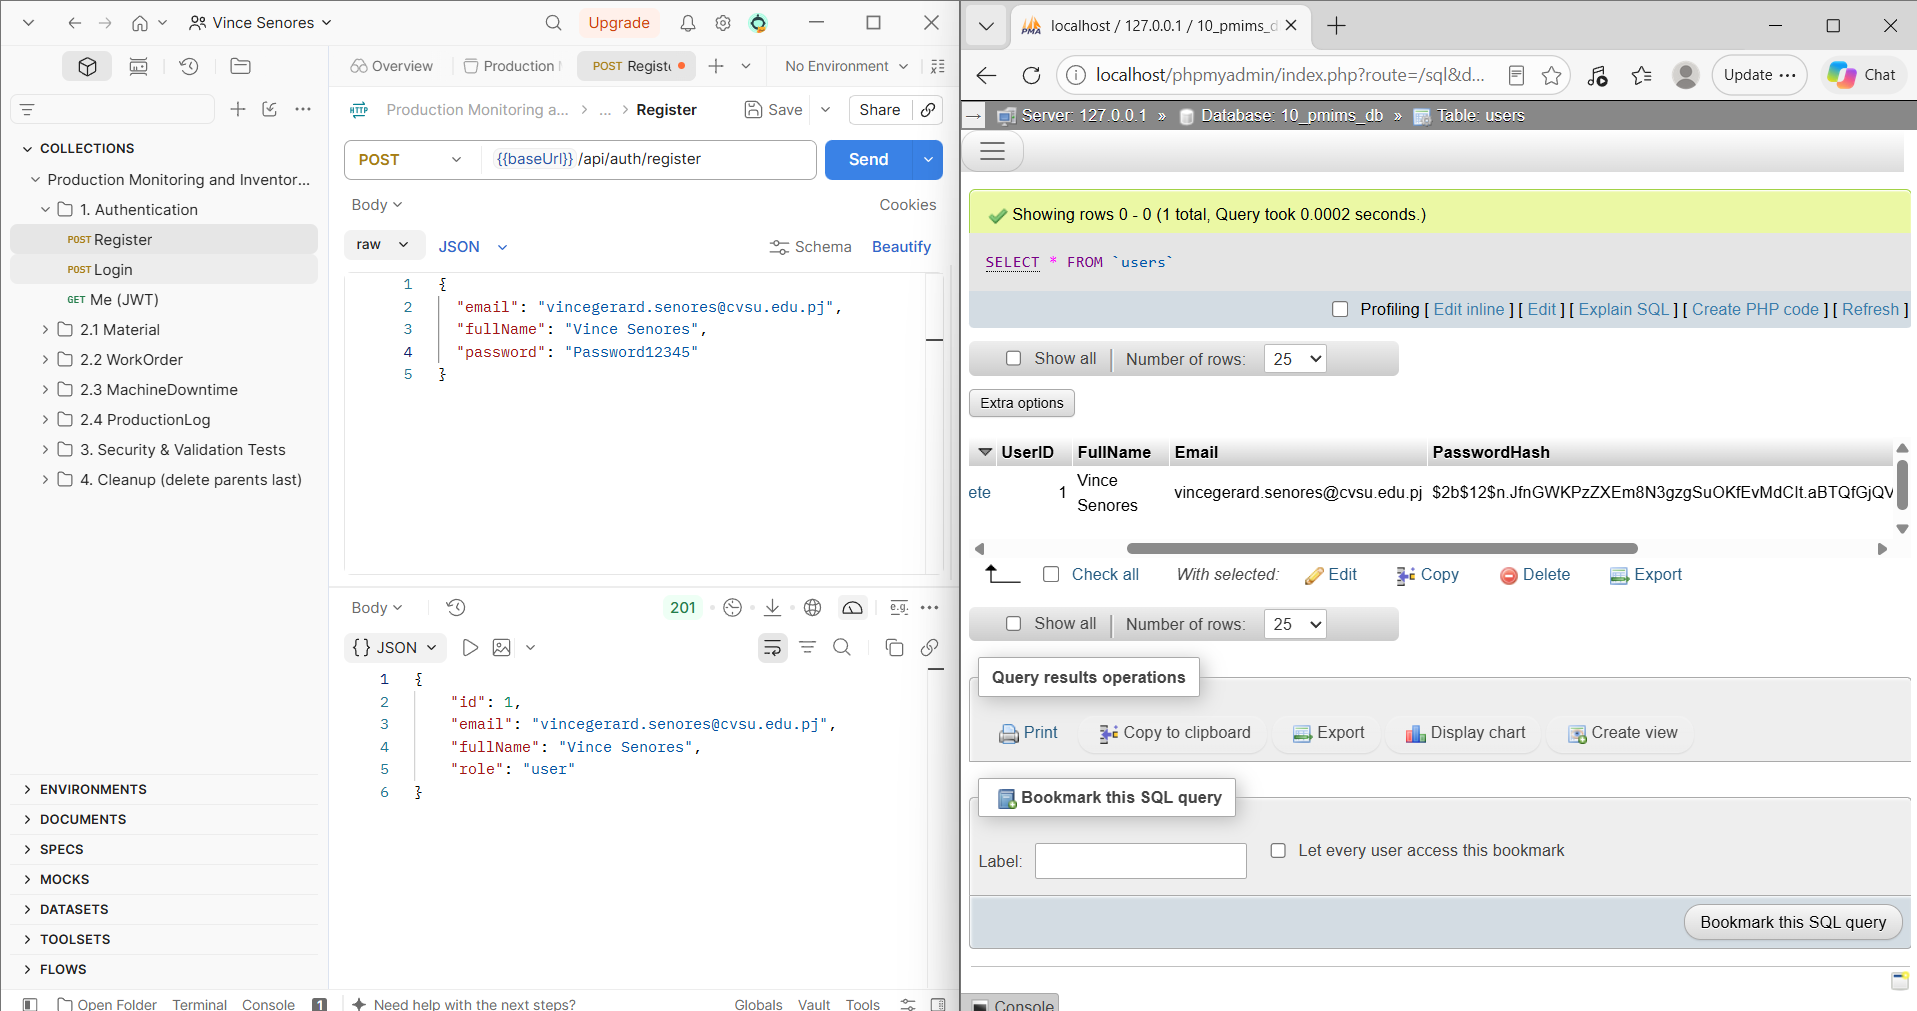 Vince Senores
Upgrade
Overview
Production
POST Registe
No Environment
COLLECTIONS
Production Monitoring and Inventor...
1. Authentication
POST Register
POST Login
GET Me (JWT)
2.1 Material
2.2 WorkOrder
2.3 MachineDowntime
2.4 ProductionLog
3. Security & Validation Tests
4. Cleanup (delete parents last)
ENVIRONMENTS
DOCUMENTS
SPECS
MOCKS
DATASETS
TOOLSETS
FLOWS
HTTP Production Monitoring a... > ... > Register
Save
Share
POST
{{baseUrl}} /api/auth/register
Send
Body
Cookies
raw
JSON
Schema
Beautify
1 {
2 "email": "vincegerard.senores@cvsu.edu.pj",
3 "fullName": "Vince Senores",
4 "password": "Password12345"
5 }
Body
201
e.g.
{} JSON
1 {
2 "id": 1,
3 "email": "vincegerard.senores@cvsu.edu.pj",
4 "fullName": "Vince Senores",
5 "role": "user"
6 }
Open Folder
Terminal
Console
1
Need help with the next steps?
Globals
Vault
Tools
PMA localhost / 127.0.0.1 / 10_pmims_d
localhost/phpmyadmin/index.php?route=/sql&d...
Update ...
Chat
Server: 127.0.0.1 » Database: 10_pmims_db » Table: users
Showing rows 0 - 0 (1 total, Query took 0.0002 seconds.)
SELECT * FROM `users`
Profiling [ Edit inline ] [ Edit ] [ Explain SQL ] [ Create PHP code ] [ Refresh ]
Show all | Number of rows: 25
Extra options
UserID FullName Email PasswordHash
ete 1 Vince Senores vincegerard.senores@cvsu.edu.pj
Check all With selected: Edit Copy Delete Export
Show all | Number of rows: 25
Query results operations
Print Copy to clipboard Export Display chart Create view
Bookmark this SQL query
Label:
Let every user access this bookmark
Bookmark this SQL query
Console